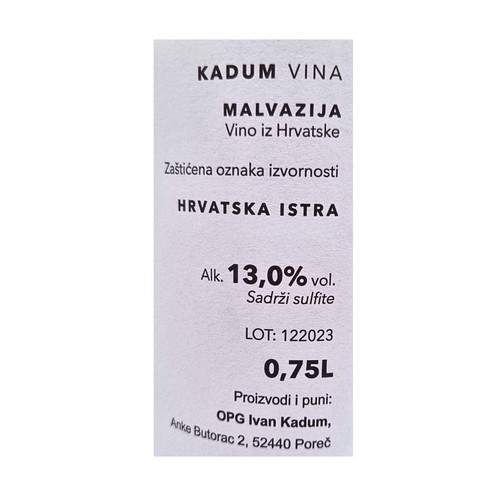 KADUM VINA
MALVAZIJA
Vino iz Hrvatske
Zaštićena oznaka izvornosti
HRVATSKA ISTRA
Alk. 13,0% vol.
Sadrži sulfite
LOT: 122023
0,75L
Proizvodi i puni:
OPG Ivan Kadum,
Anke Butorac 2, 52440 Poreč